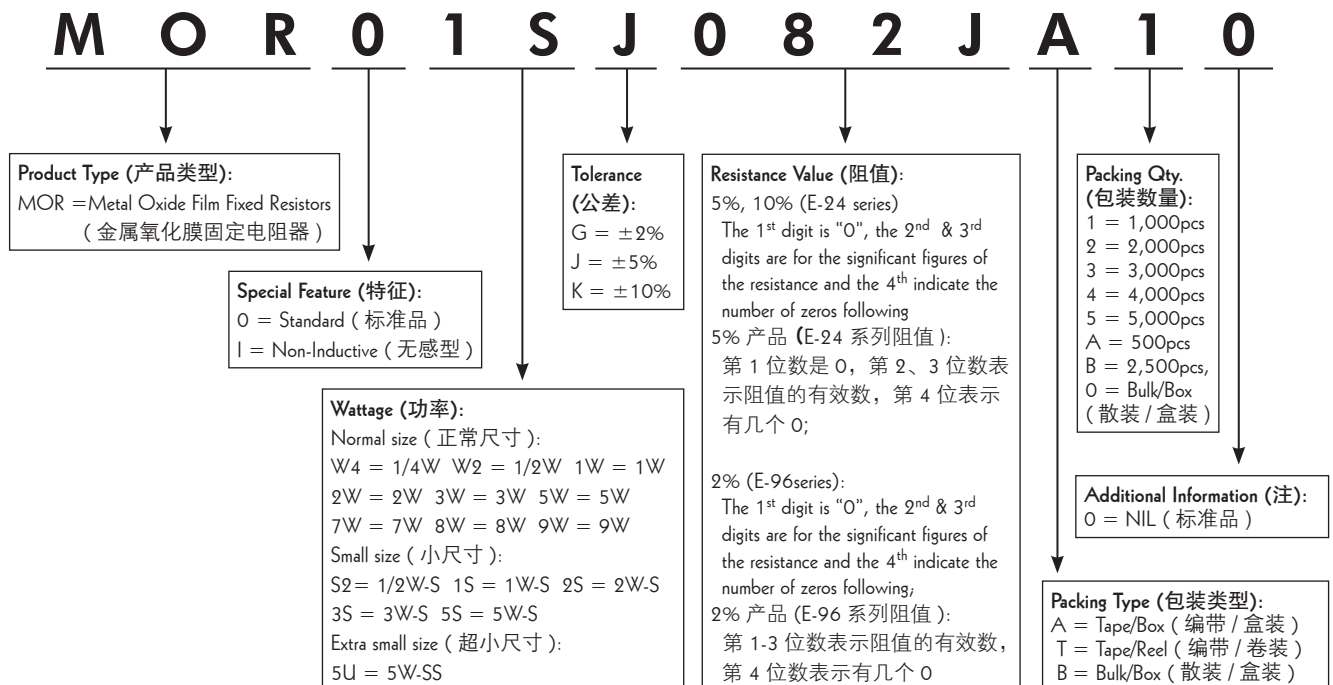 MOR01SJ082JA10
Product Type (产品类型):
MOR =Metal Oxide Film Fixed Resistors
( 金属氧化膜固定电阻器 )
Special Feature (特征):
0 = Standard ( 标准品 )
I = Non-Inductive ( 无感型 )
Wattage (功率):
Normal size ( 正常尺寸 ):
W4 = 1/4W W2 = 1/2W 1W = 1W
2W = 2W 3W = 3W 5W = 5W
7W = 7W 8W = 8W 9W = 9W
Small size ( 小尺寸 ):
S2= 1/2W-S 1S = 1W-S 2S = 2W-S
3S = 3W-S 5S = 5W-S
Extra small size ( 超小尺寸 ):
5U = 5W-SS
Tolerance
(公差):
G = ±2%
J = ±5%
K = ±10%
Resistance Value (阻值):
5%, 10% (E-24 series)
The 1st digit is “0”, the 2nd & 3rd
digits are for the significant figures of
the resistance and the 4th indicate the
number of zeros following
5% 产品 (E-24 系列阻值 ):
第 1 位数是 0，第 2、3 位数表
示阻值的有效数，第 4 位表示
有几个 0;
2% (E-96series):
The 1st digit is “0”, the 2nd & 3rd
digits are for the significant figures of
the resistance and the 4th indicate the
number of zeros following;
2% 产品 (E-96 系列阻值 ):
第 1-3 位数表示阻值的有效数，
第 4 位数表示有几个 0
Packing Qty.
(包装数量):
1 = 1,000pcs
2 = 2,000pcs
3 = 3,000pcs
4 = 4,000pcs
5 = 5,000pcs
A = 500pcs
B = 2,500pcs,
0 = Bulk/Box
( 散装 / 盒装 )
Additional Information (注):
0 = NIL ( 标准品 )
Packing Type (包装类型):
A = Tape/Box ( 编带 / 盒装 )
T = Tape/Reel ( 编带 / 卷装 )
B = Bulk/Box ( 散装 / 盒装 )